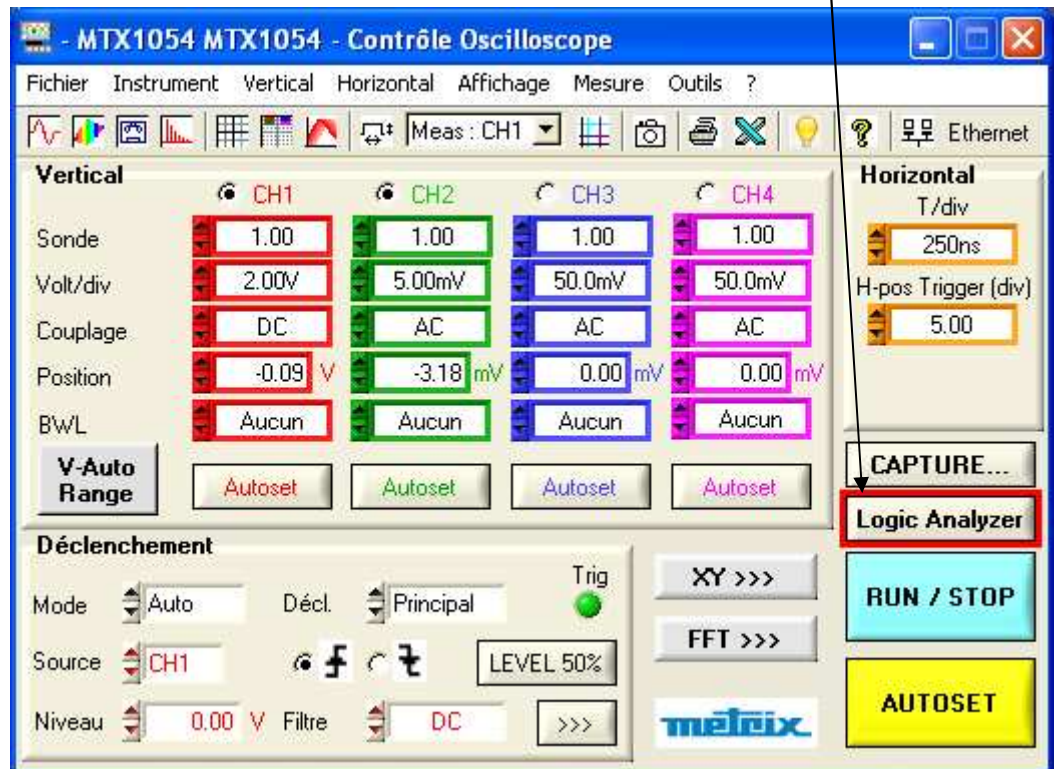 - MTX1054 MTX1054 - Contrôle Oscilloscope
Fichier Instrument Vertical Horizontal Affichage Mesure Outils ?
Meas : CH1 Ethernet
Vertical
CH1 CH2 CH3 CH4
Sonde 1.00 1.00 1.00 1.00
Volt/div 2.00V 5.00mV 50.0mV 50.0mV
Couplage DC AC AC AC
Position -0.09 V -3.18 mV 0.00 mV 0.00 mV
BWL Aucun Aucun Aucun Aucun
V-Auto
Range
Autoset Autoset Autoset Autoset
Horizontal
T/div
250ns
H-pos Trigger (div)
5.00
CAPTURE...
Logic Analyzer
RUN / STOP
AUTOSET
Déclenchement
Trig
Mode Auto Décl. Principal
Source CH1 LEVEL 50%
Niveau 0.00 V Filtre DC >>>
XY >>>
FFT >>>
metrix